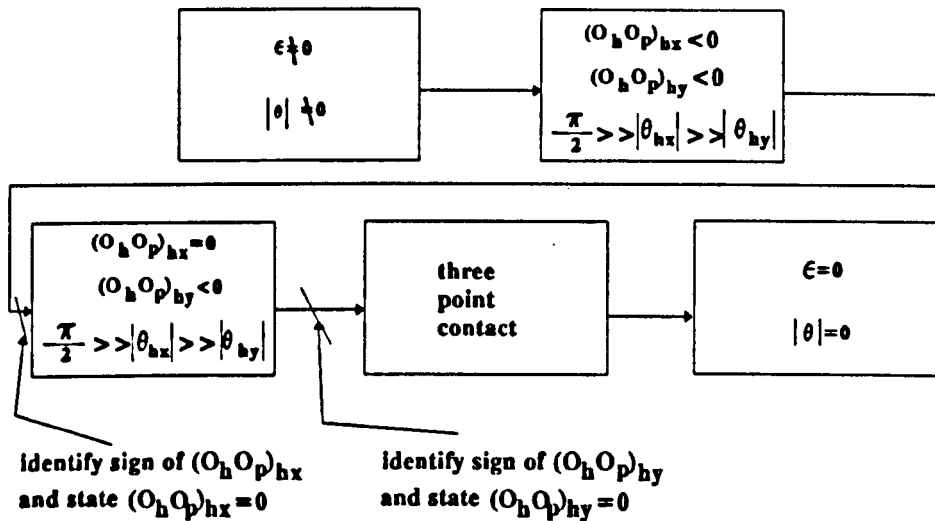 ϵ≠0
|θ| ≠0
(O_hO_p)_hx<0
(O_hO_p)_hy<0
π/2 >>|θ_hx|>>|θ_hy|
(O_hO_p)_hx=0
(O_hO_p)_hy<0
π/2 >>|θ_hx|>>|θ_hy|
three
point
contact
ϵ=0
|θ|=0
identify sign of (O_hO_p)_hx
and state (O_hO_p)_hx=0
identify sign of (O_hO_p)_hy
and state (O_hO_p)_hy=0